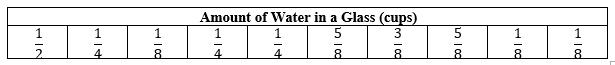 Amount of Water in a Glass (cups)
1/2 1/4 1/8 1/4 1/4 5/8 3/8 5/8 1/8 1/8